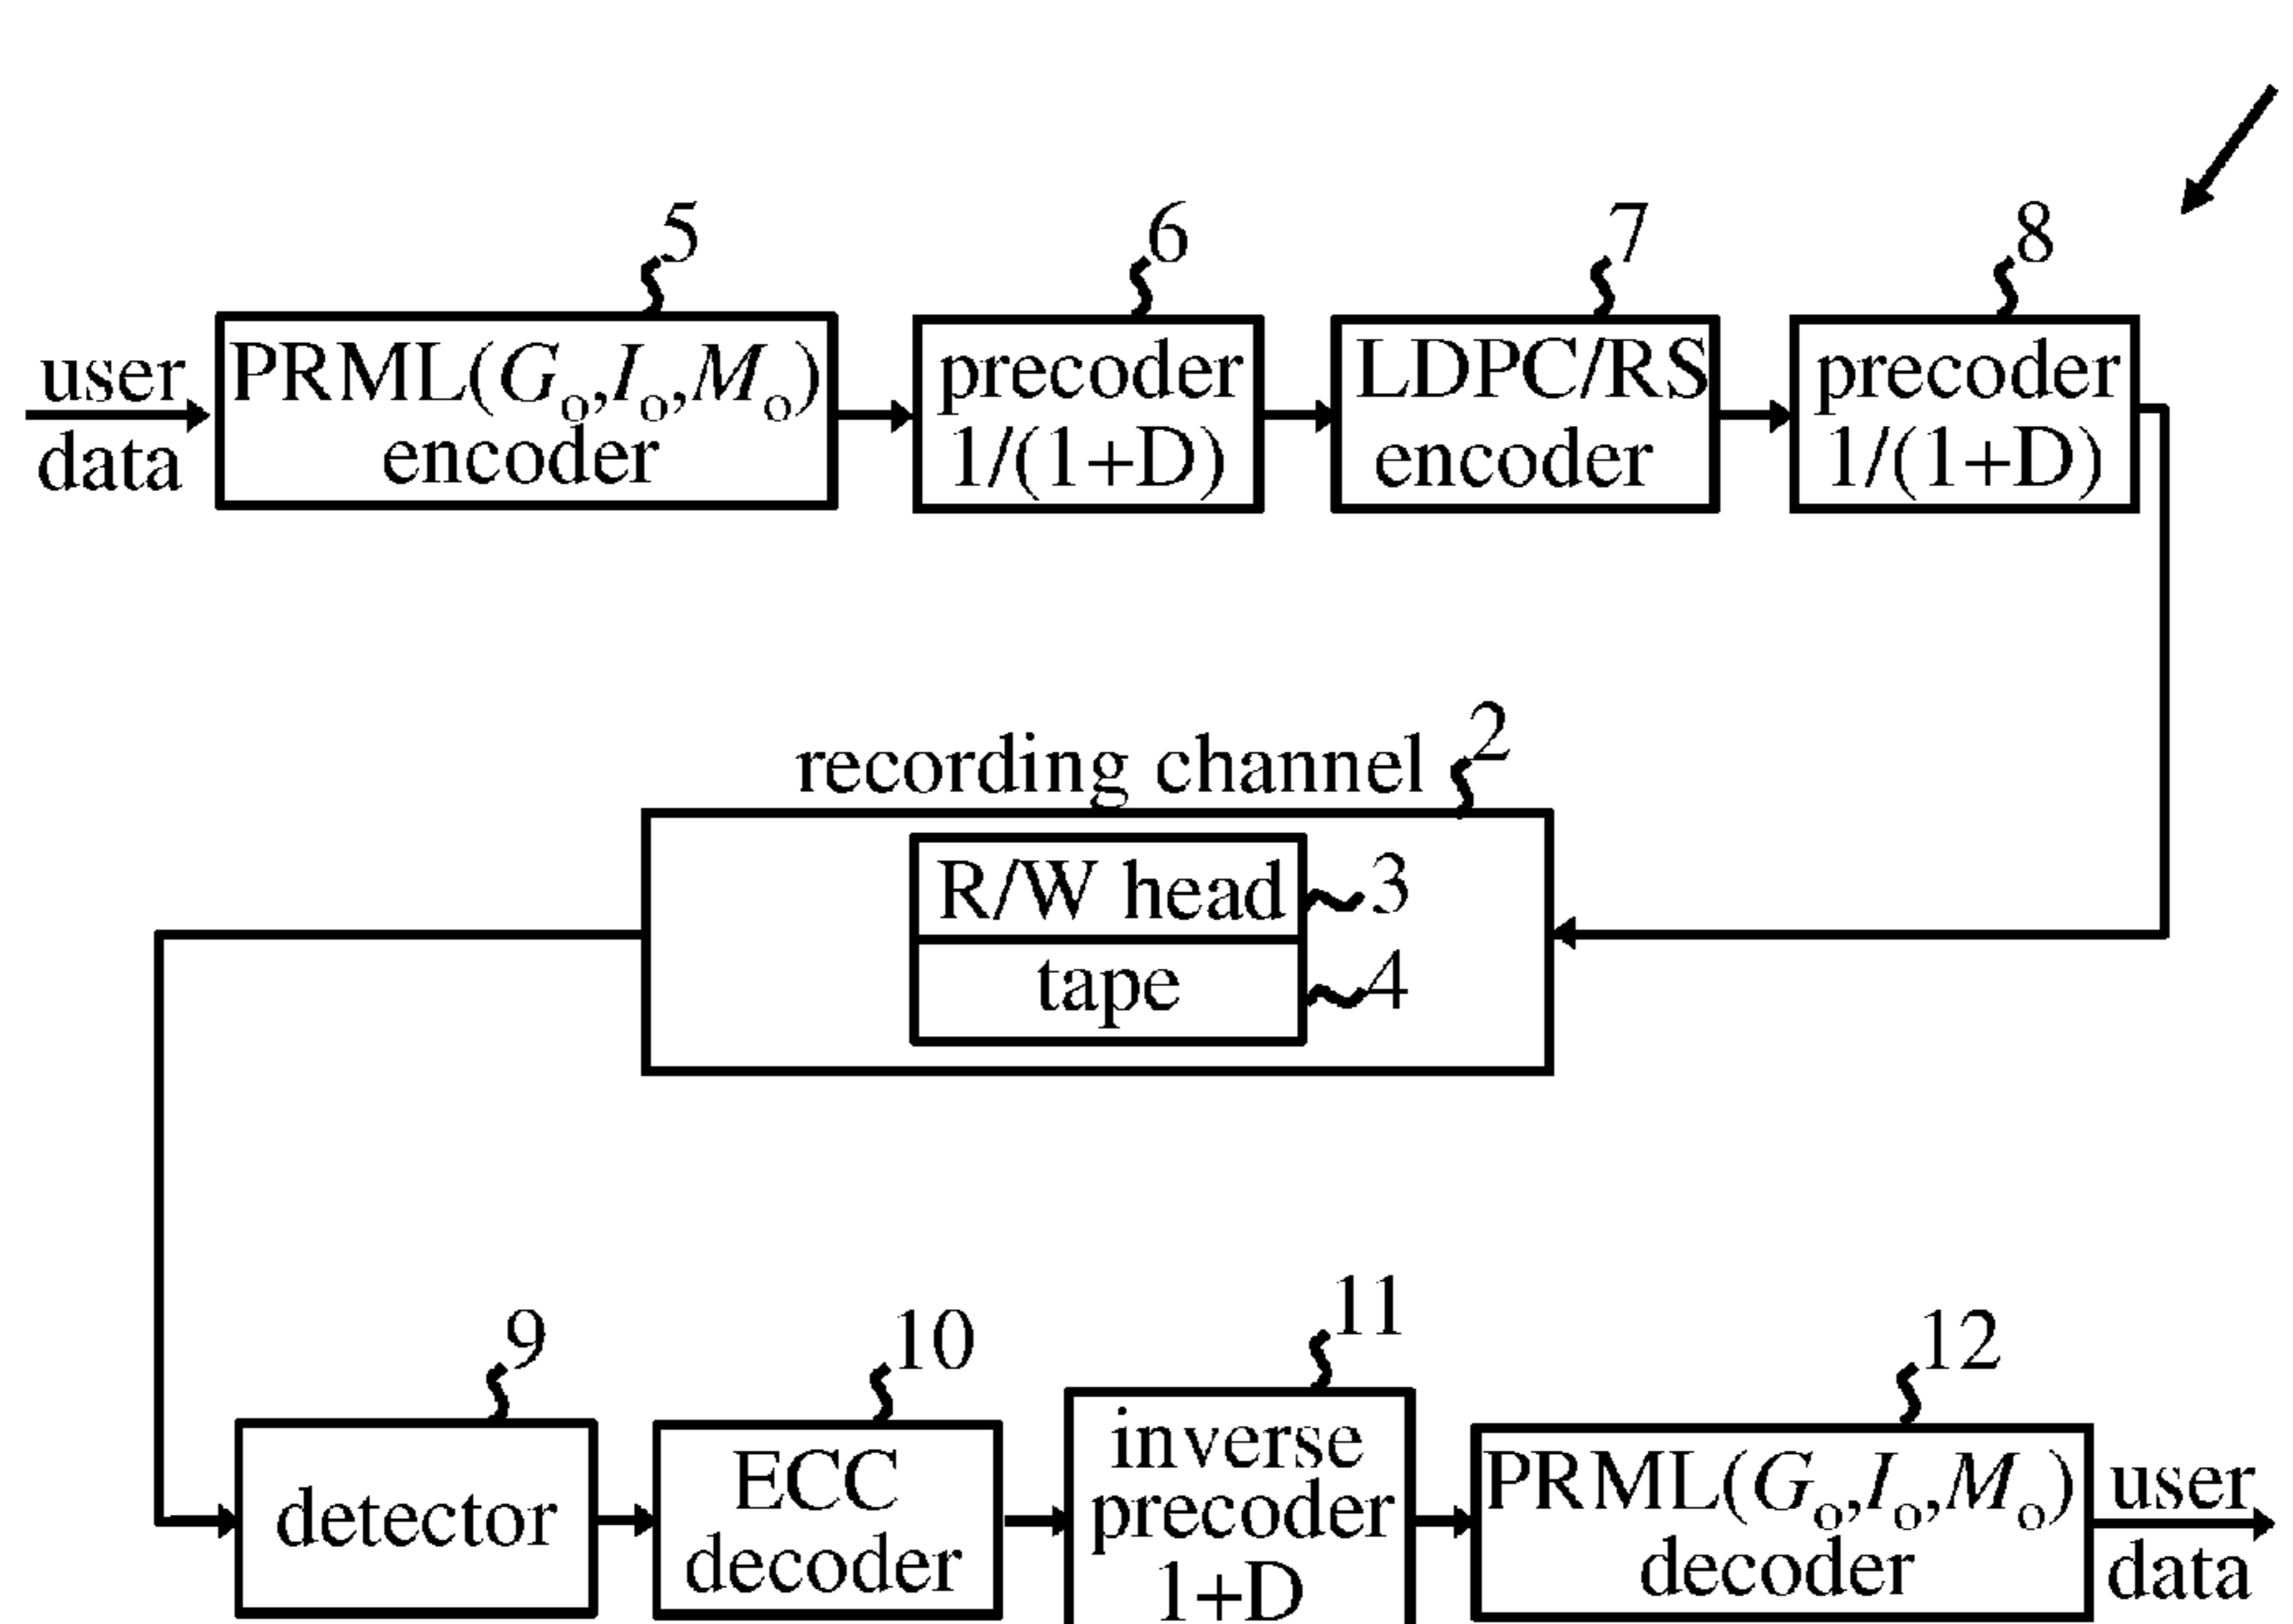 5
6
7
8
user
data
PRML(Go,Io,Mo)
encoder
precoder
1/(1+D)
LDPC/RS
encoder
precoder
1/(1+D)
recording channel
2
R/W head
3
tape
4
9
10
11
12
detector
ECC
decoder
inverse
precoder
1+D
PRML(Go,Io,Mo)
decoder
user
data